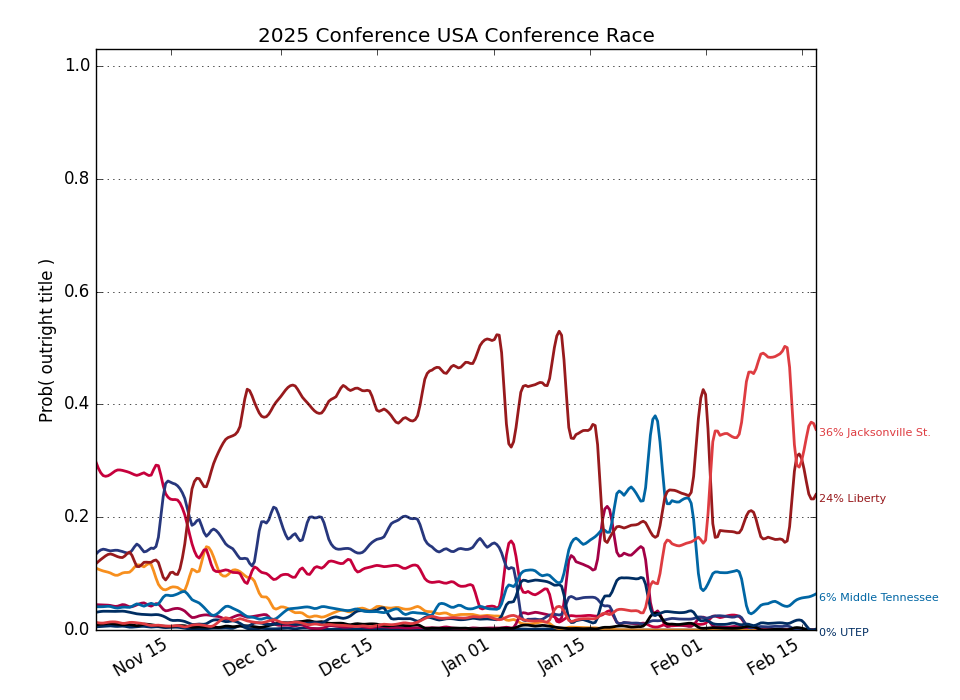 2025 Conference USA Conference Race
Prob( outright title )
1.0
0.8
0.6
0.4
0.2
0.0
36% Jacksonville St.
24% Liberty
6% Middle Tennessee
0% UTEP
Nov 15
Dec 01
Dec 15
Jan 01
Jan 15
Feb 01
Feb 15